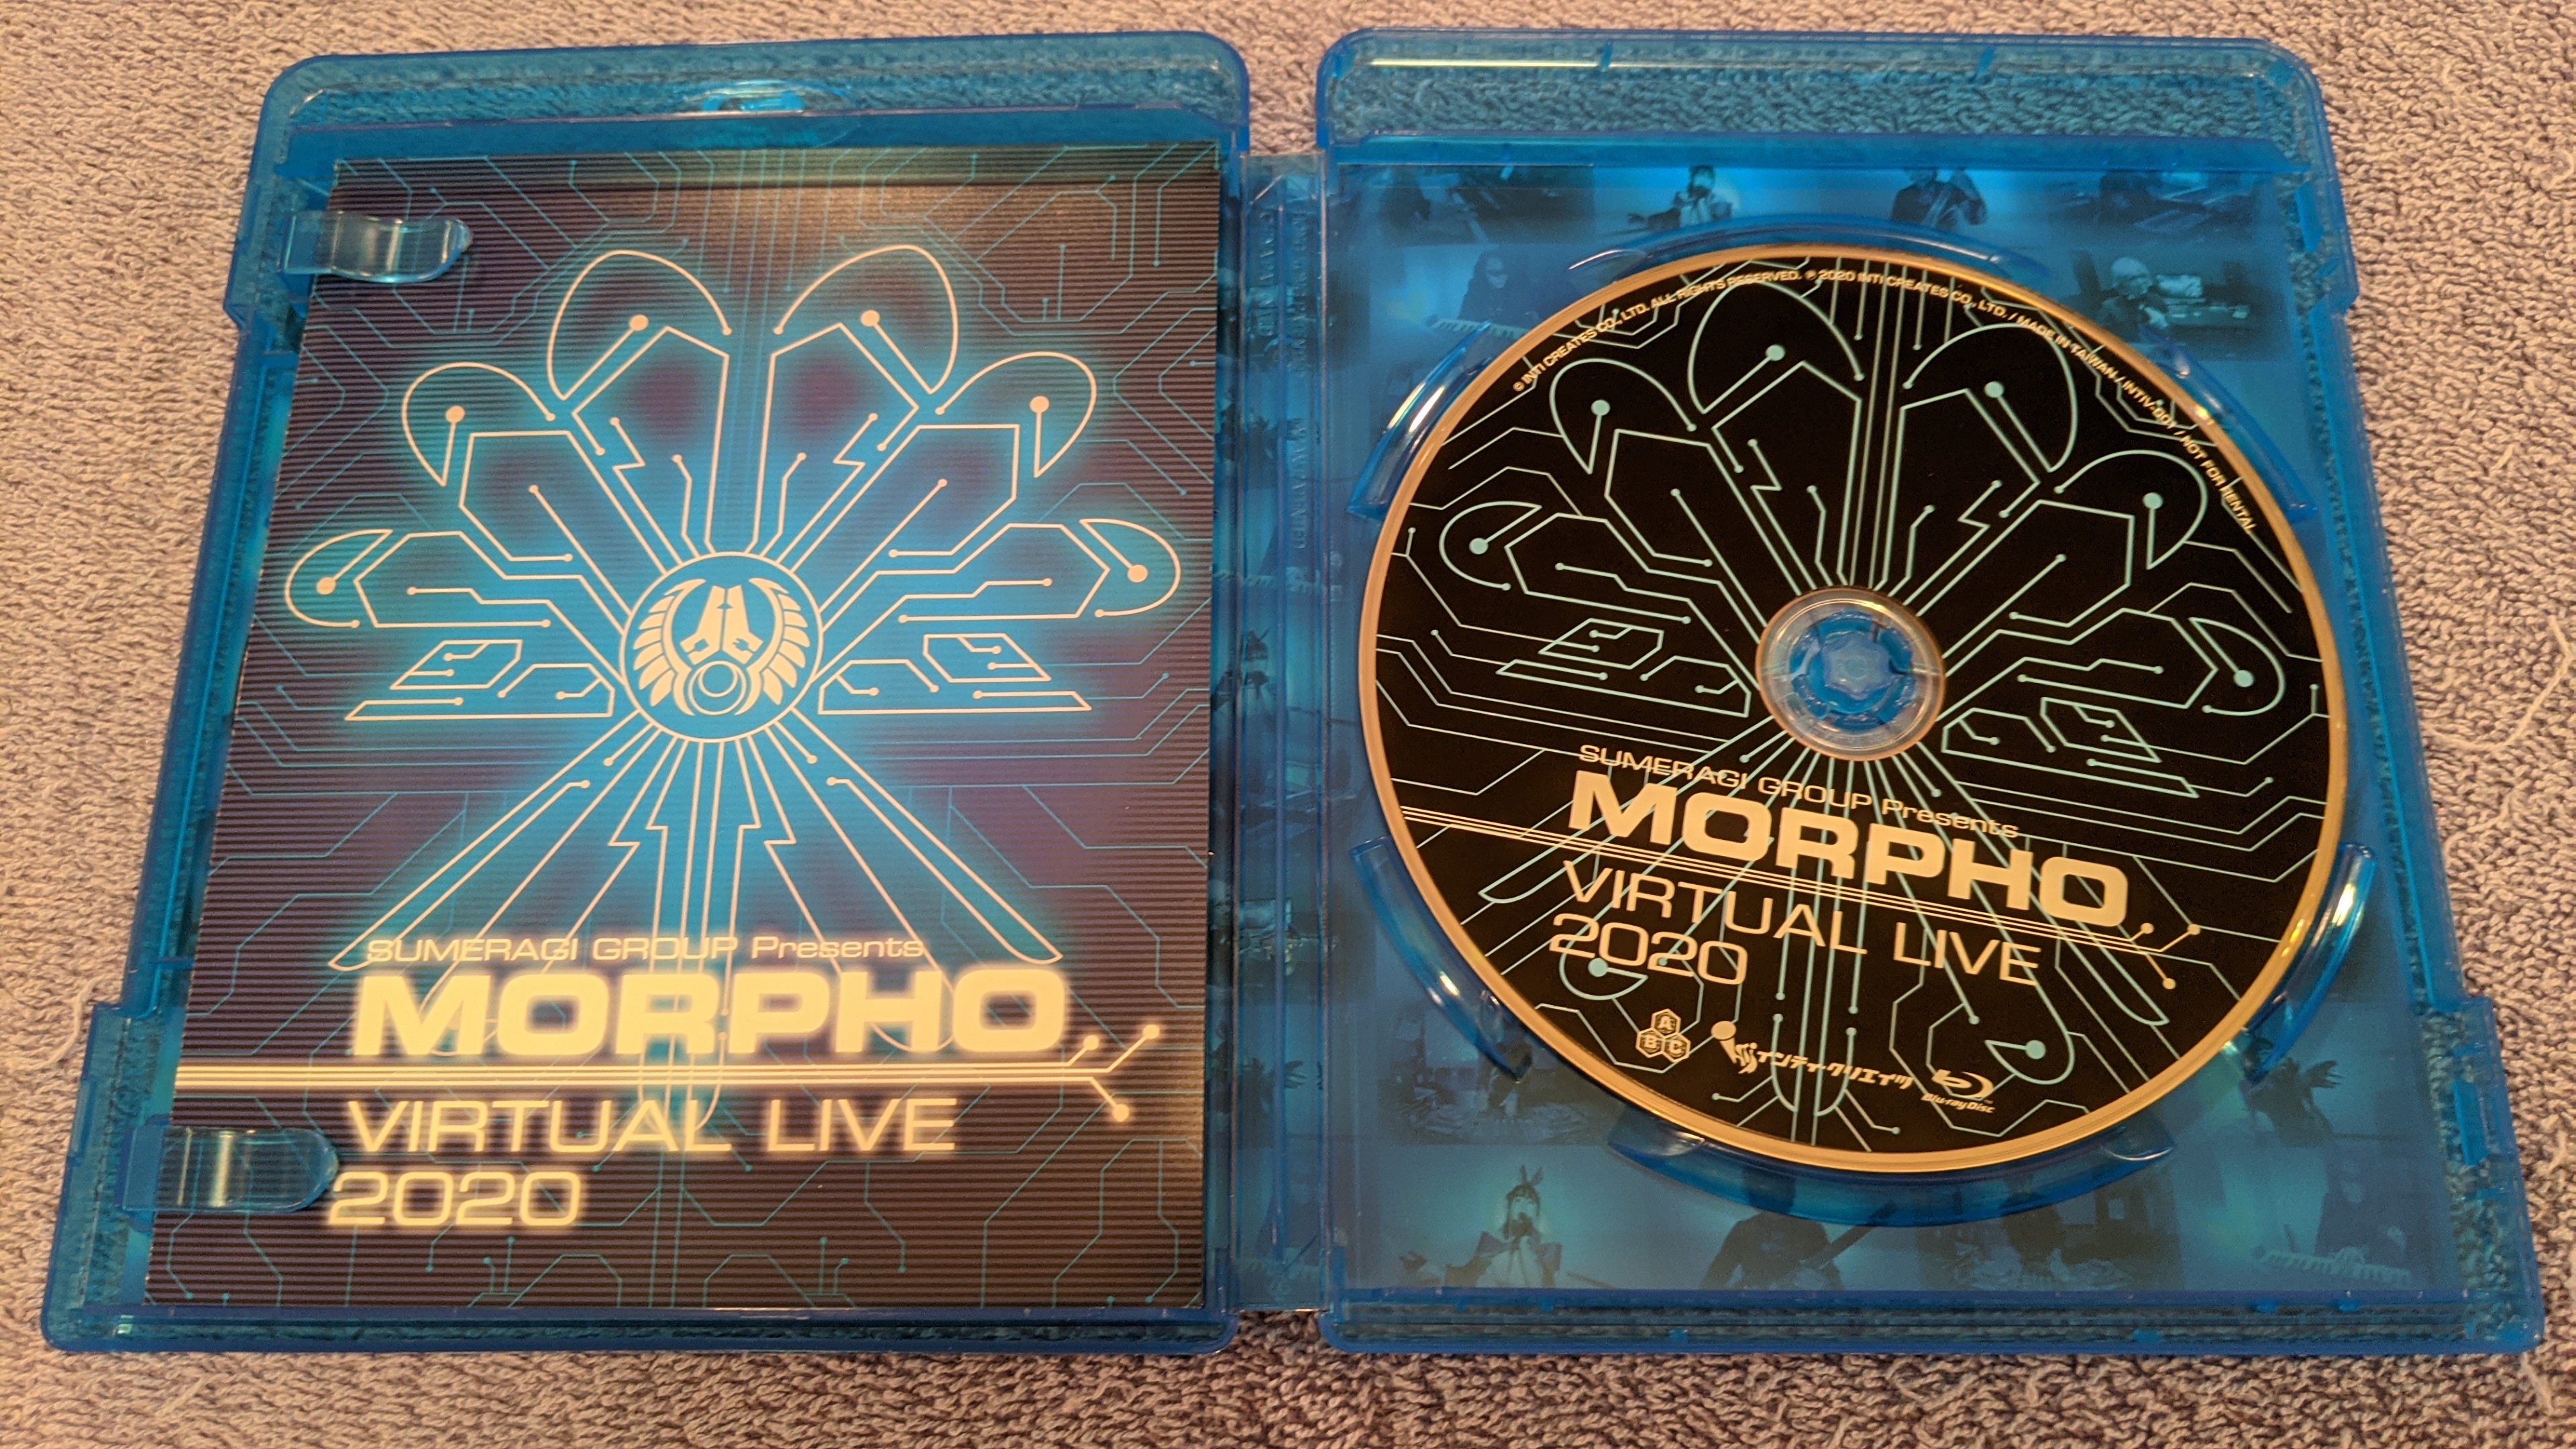 SUMERAGI GROUP Presents
MORPHO
VIRTUAL LIVE
2020
© INTI CREATES CO., LTD. ALL RIGHTS RESERVED. ℗ 2020 INTI CREATES CO., LTD. / MADE IN TAIWAN / INTIV-001 / NOT FOR RENTAL
SUMERAGI GROUP Presents
MORPHO
VIRTUAL LIVE
2020
A
B C
インティ・クリエイツ
Blu-ray Disc™